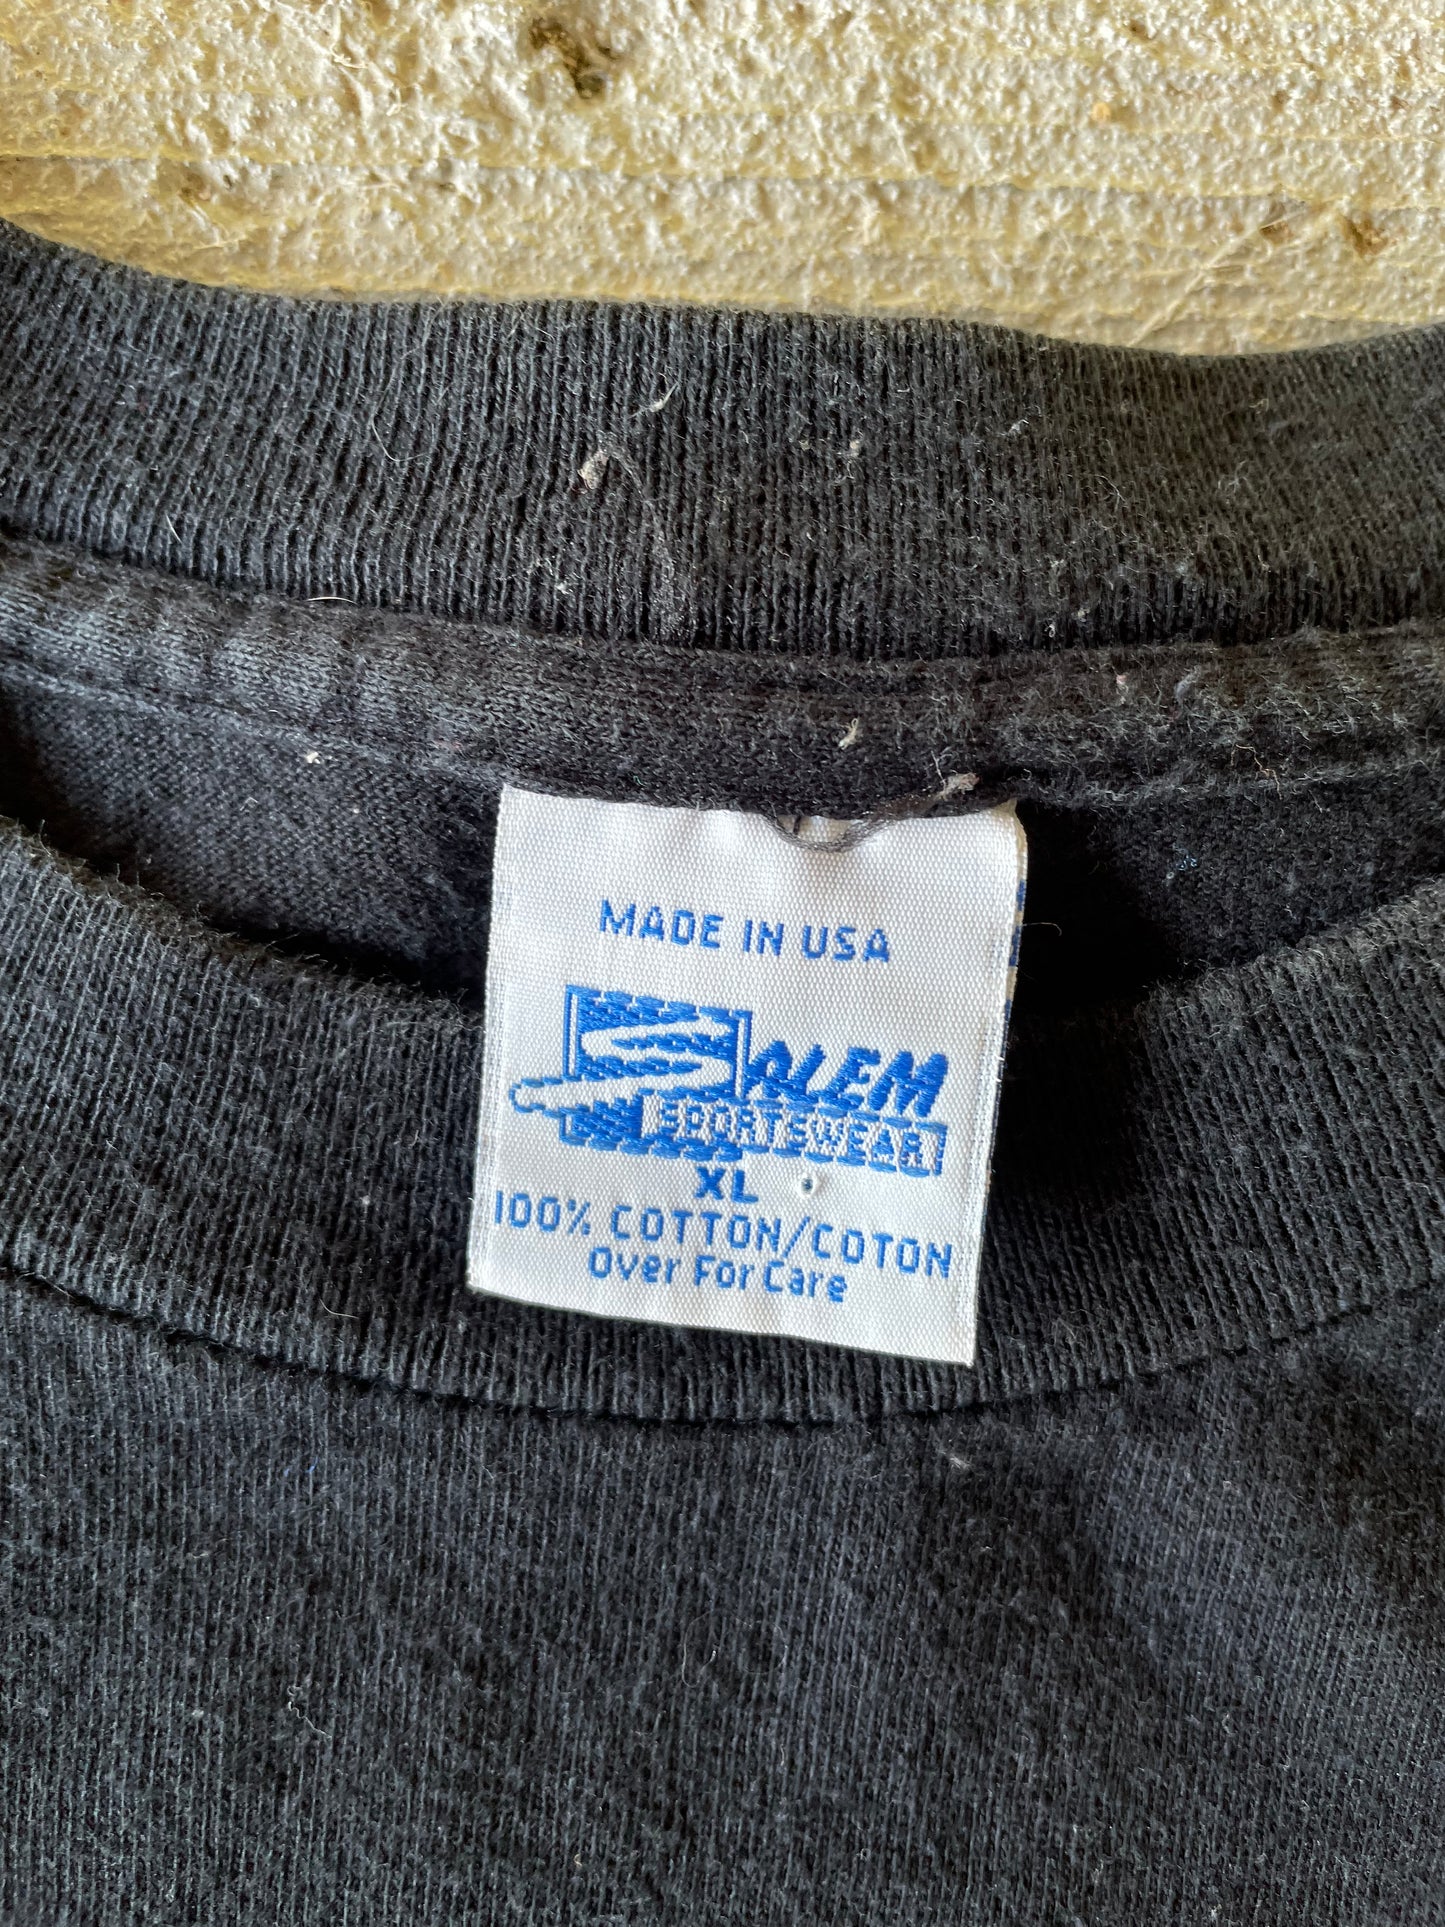 MADE IN USA
SALEM
SPORTSWEAR
XL
100% COTTON/COTON
Over For Care